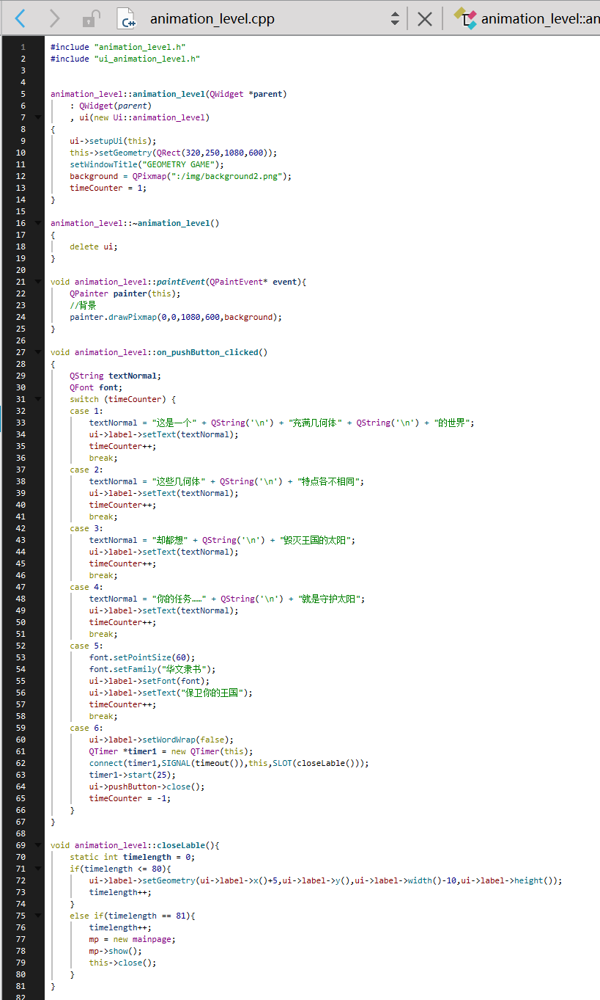 animation_level.cpp
animation_level::an
1 #include "animation_level.h"
2 #include "ui_animation_level.h"
3
4
5 animation_level::animation_level(QWidget *parent)
6     : QWidget(parent)
7     , ui(new Ui::animation_level)
8 {
9     ui->setupUi(this);
10     this->setGeometry(QRect(320,250,1080,600));
11     setWindowTitle("GEOMETRY GAME");
12     background = QPixmap(":/img/background2.png");
13     timeCounter = 1;
14 }
15
16 animation_level::~animation_level()
17 {
18     delete ui;
19 }
20
21 void animation_level::paintEvent(QPaintEvent* event){
22     QPainter painter(this);
23     //背景
24     painter.drawPixmap(0,0,1080,600,background);
25 }
26
27 void animation_level::on_pushButton_clicked()
28 {
29     QString textNormal;
30     QFont font;
31     switch (timeCounter) {
32     case 1:
33         textNormal = "这是一个" + QString('\n') + "充满几何体" + QString('\n') + "的世界";
34         ui->label->setText(textNormal);
35         timeCounter++;
36         break;
37     case 2:
38         textNormal = "这些几何体" + QString('\n') + "特点各不相同";
39         ui->label->setText(textNormal);
40         timeCounter++;
41         break;
42     case 3:
43         textNormal = "却都想" + QString('\n') + "毁灭王国的太阳";
44         ui->label->setText(textNormal);
45         timeCounter++;
46         break;
47     case 4:
48         textNormal = "你的任务……" + QString('\n') + "就是守护太阳";
49         ui->label->setText(textNormal);
50         timeCounter++;
51         break;
52     case 5:
53         font.setPointSize(60);
54         font.setFamily("华文隶书");
55         ui->label->setFont(font);
56         ui->label->setText("保卫你的王国");
57         timeCounter++;
58         break;
59     case 6:
60         ui->label->setWordWrap(false);
61         QTimer *timer1 = new QTimer(this);
62         connect(timer1,SIGNAL(timeout()),this,SLOT(closeLable()));
63         timer1->start(25);
64         ui->pushButton->close();
65         timeCounter = -1;
66     }
67 }
68
69 void animation_level::closeLable(){
70     static int timelength = 0;
71     if(timelength <= 80){
72         ui->label->setGeometry(ui->label->x()+5,ui->label->y(),ui->label->width()-10,ui->label->height());
73         timelength++;
74     }
75     else if(timelength == 81){
76         timelength++;
77         mp = new mainpage;
78         mp->show();
79         this->close();
80     }
81 }
82